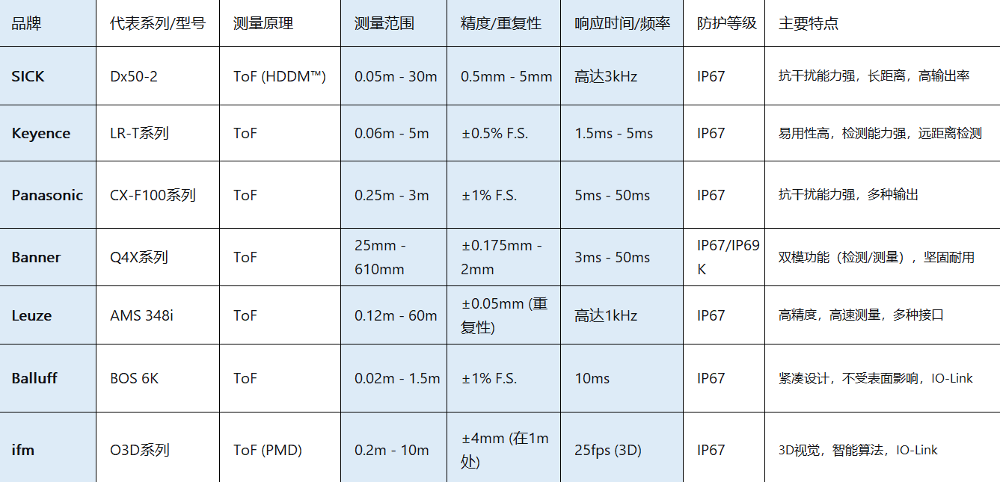 品牌 代表系列/型号 测量原理 测量范围 精度/重复性 响应时间/频率 防护等级 主要特点
SICK Dx50-2 ToF (HDDM™) 0.05m - 30m 0.5mm - 5mm 高达3kHz IP67 抗干扰能力强，长距离，高输出率
Keyence LR-T系列 ToF 0.06m - 5m ±0.5% F.S. 1.5ms - 5ms IP67 易用性高，检测能力强，远距离检测
Panasonic CX-F100系列 ToF 0.25m - 3m ±1% F.S. 5ms - 50ms IP67 抗干扰能力强，多种输出
Banner Q4X系列 ToF 25mm -
610mm ±0.175mm -
2mm 3ms - 50ms IP67/IP69
K 双模功能（检测/测量），坚固耐用
Leuze AMS 348i ToF 0.12m - 60m ±0.05mm (重
复性) 高达1kHz IP67 高精度，高速测量，多种接口
Balluff BOS 6K ToF 0.02m - 1.5m ±1% F.S. 10ms IP67 紧凑设计，不受表面影响，IO-Link
ifm O3D系列 ToF (PMD) 0.2m - 10m ±4mm (在1m
处) 25fps (3D) IP67 3D视觉，智能算法，IO-Link